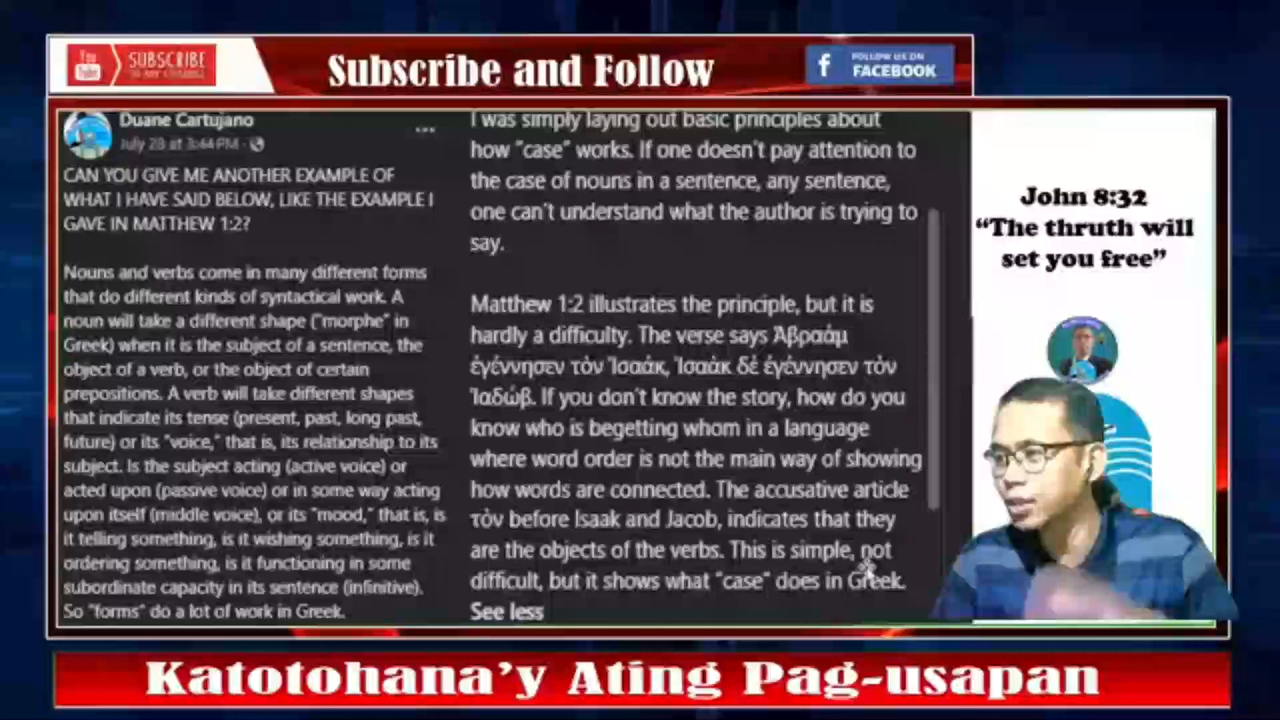 You
Tube
SUBSCRIBE
Subscribe and Follow
FOLLOW US ON
FACEBOOK
Duane Cartujano
July 28 at 3:44 PM
CAN YOU GIVE ME ANOTHER EXAMPLE OF
WHAT I HAVE SAID BELOW, LIKE THE EXAMPLE I
GAVE IN MATTHEW 1:2?
Nouns and verbs come in many different forms
that do different kinds of syntactical work. A
noun will take a different shape ("morphe" in
Greek) when it is the subject of a sentence, the
object of a verb, or the object of certain
prepositions. A verb will take different shapes
that indicate its tense (present, past, long past,
future) or its "voice," that is, its relationship to its
subject. Is the subject acting (active voice) or
acted upon (passive voice) or in some way acting
upon itself (middle voice), or its "mood," that is, is
it telling something, is it wishing something, is it
ordering something, is it functioning in some
subordinate capacity in its sentence (infinitive).
So "forms" do a lot of work in Greek.
I was simply laying out basic principles about
how "case" works. If one doesn't pay attention to
the case of nouns in a sentence, any sentence,
one can't understand what the author is trying to
say.
Matthew 1:2 illustrates the principle, but it is
hardly a difficulty. The verse says Ἀβραάμ
ἐγέννησεν τὸν Ἰσαάκ, Ἰσαὰκ δὲ ἐγέννησεν τὸν
Ἰαδώβ. If you don't know the story, how do you
know who is begetting whom in a language
where word order is not the main way of showing
how words are connected. The accusative article
τὸν before Isaak and Jacob, indicates that they
are the objects of the verbs. This is simple, not
difficult, but it shows what "case" does in Greek.
See less
John 8:32
“The thruth will
set you free”
Katotohana’y Ating Pag-usapan